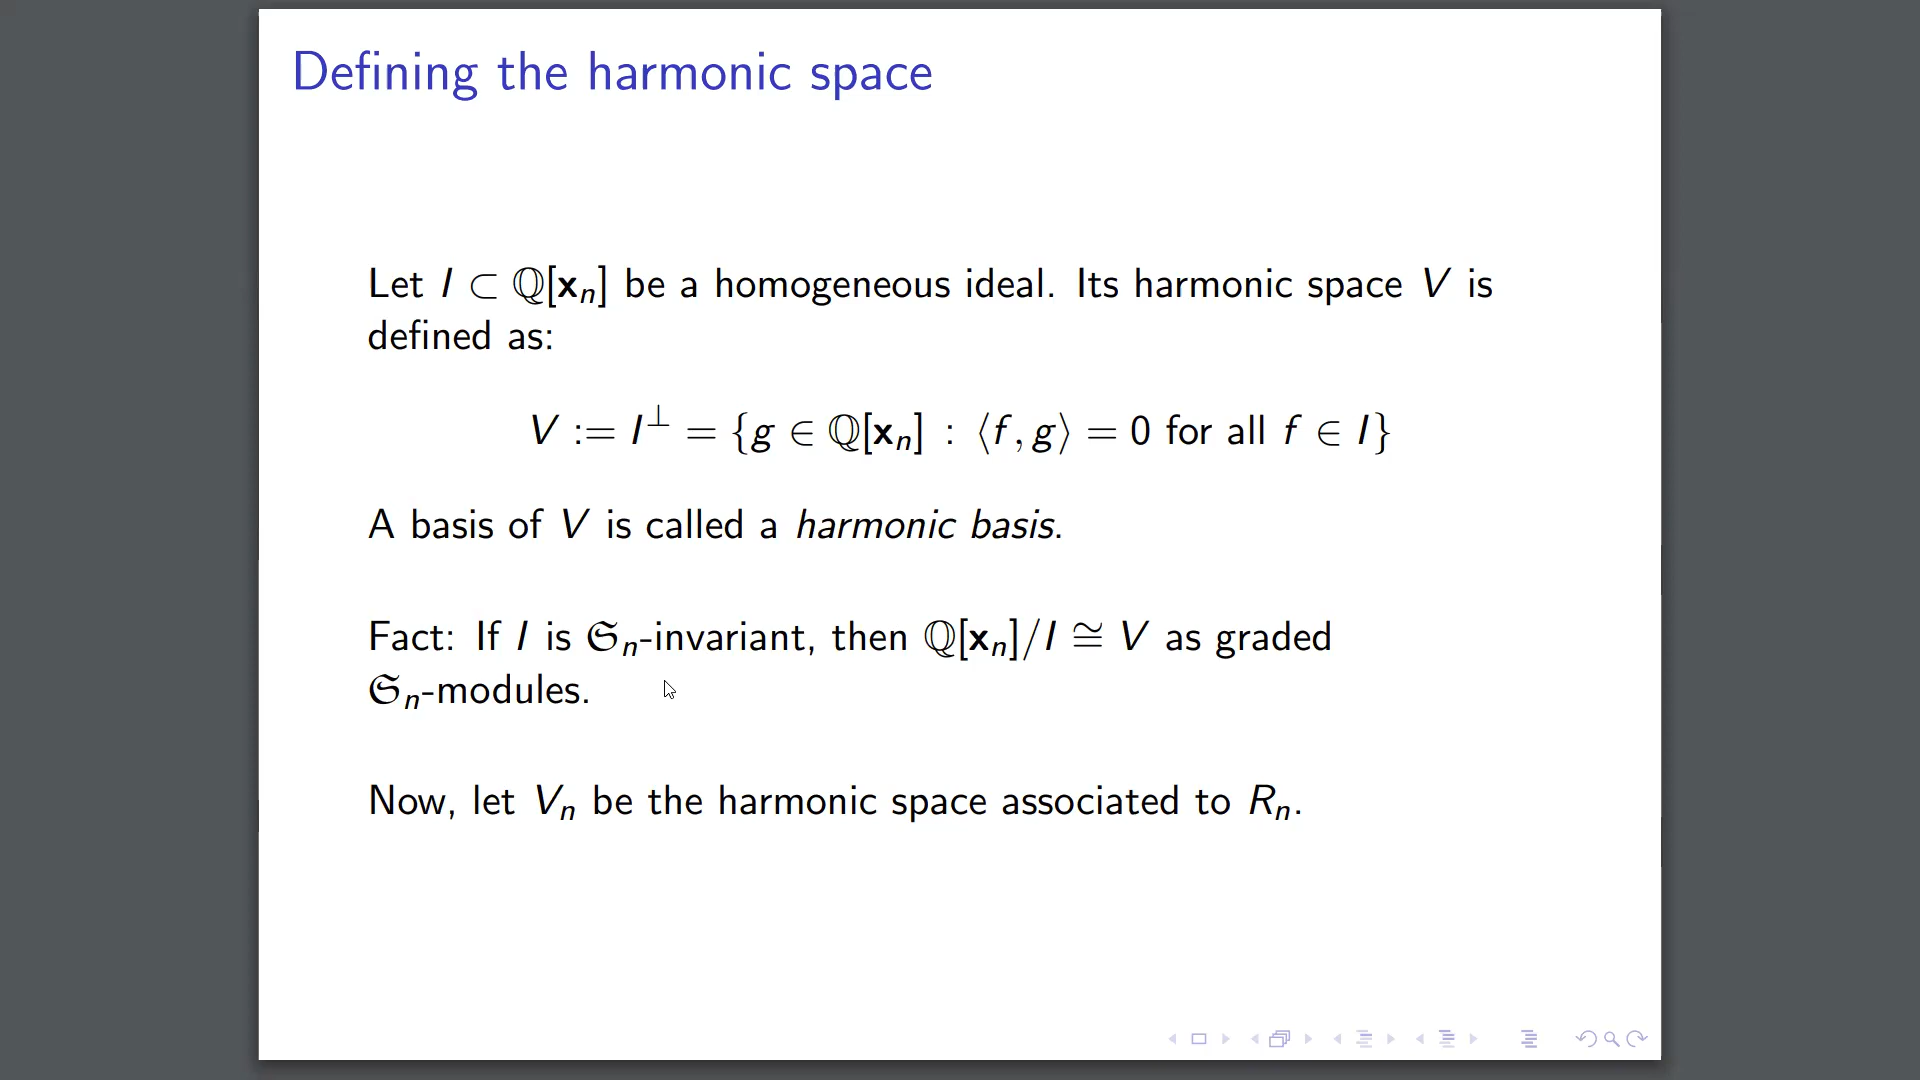 Defining the harmonic space
Let I ⊂ ℚ[𝐱ₙ] be a homogeneous ideal. Its harmonic space V is
defined as:
V := I^⊥ = {g ∈ ℚ[𝐱ₙ] : ⟨f, g⟩ = 0 for all f ∈ I}
A basis of V is called a harmonic basis.
Fact: If I is 𝔖ₙ-invariant, then ℚ[𝐱ₙ]/I ≅ V as graded
𝔖ₙ-modules.
Now, let Vₙ be the harmonic space associated to Rₙ.